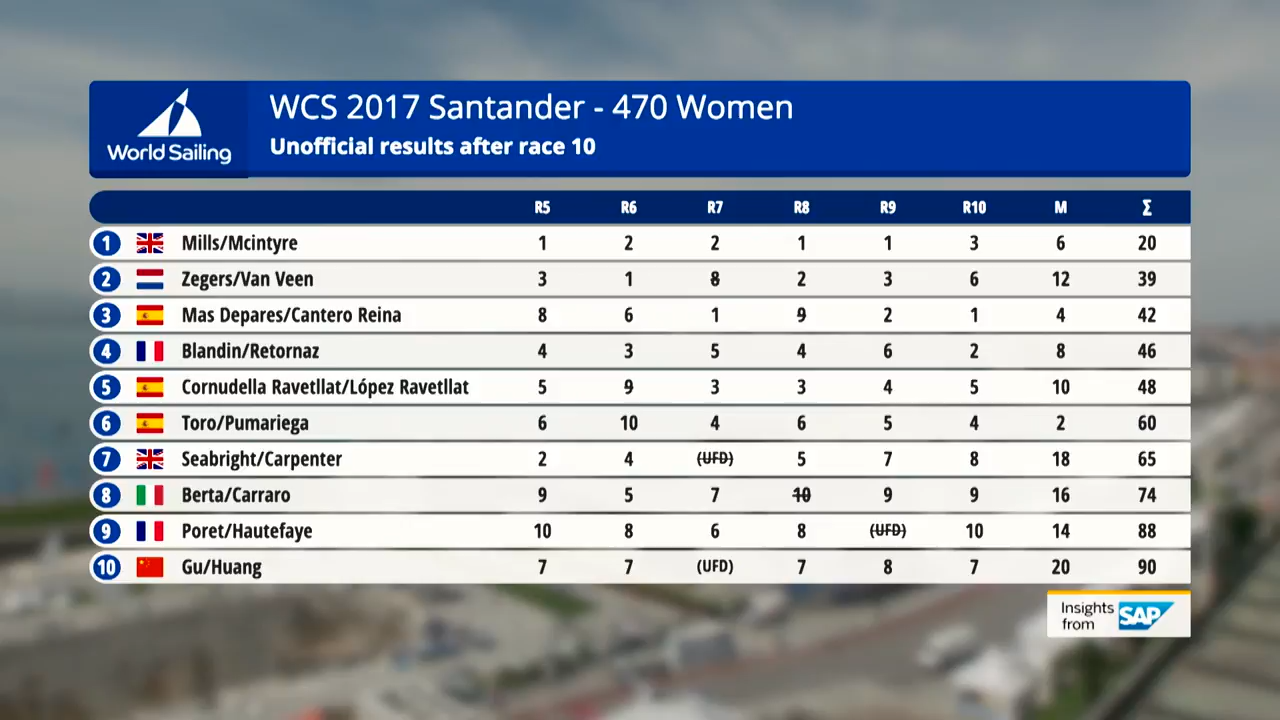 World Sailing
WCS 2017 Santander - 470 Women
Unofficial results after race 10
R5 R6 R7 R8 R9 R10 M Σ
1 Mills/Mcintyre 1 2 2 1 1 3 6 20
2 Zegers/Van Veen 3 1 8 2 3 6 12 39
3 Mas Depares/Cantero Reina 8 6 1 9 2 1 4 42
4 Blandin/Retornaz 4 3 5 4 6 2 8 46
5 Cornudella Ravetllat/López Ravetllat 5 9 3 3 4 5 10 48
6 Toro/Pumariega 6 10 4 6 5 4 2 60
7 Seabright/Carpenter 2 4 (UFD) 5 7 8 18 65
8 Berta/Carraro 9 5 7 10 9 9 16 74
9 Poret/Hautefaye 10 8 6 8 (UFD) 10 14 88
10 Gu/Huang 7 7 (UFD) 7 8 7 20 90
Insights
from SAP